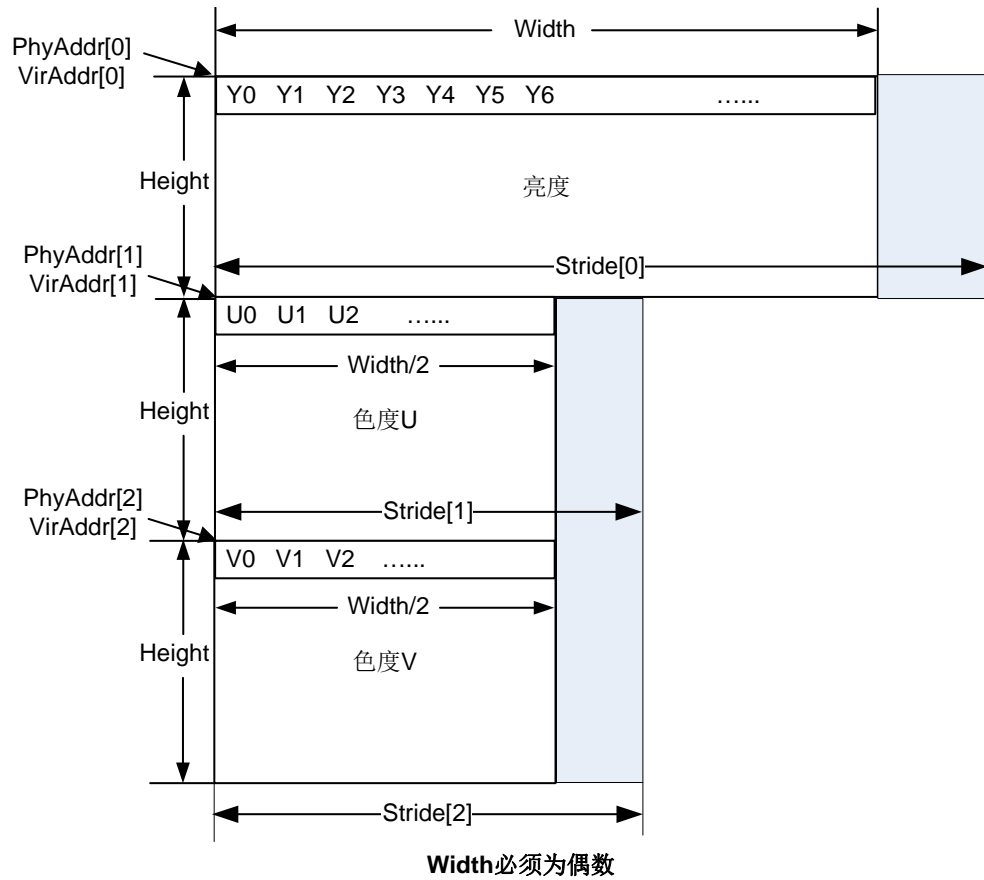 Width
PhyAddr[0]
VirAddr[0]
Y0 Y1 Y2 Y3 Y4 Y5 Y6 …...
Height
亮度
PhyAddr[1]
VirAddr[1]
Stride[0]
U0 U1 U2 …...
Width/2
Height
色度U
PhyAddr[2]
VirAddr[2]
Stride[1]
V0 V1 V2 …...
Width/2
Height
色度V
Stride[2]
Width必须为偶数